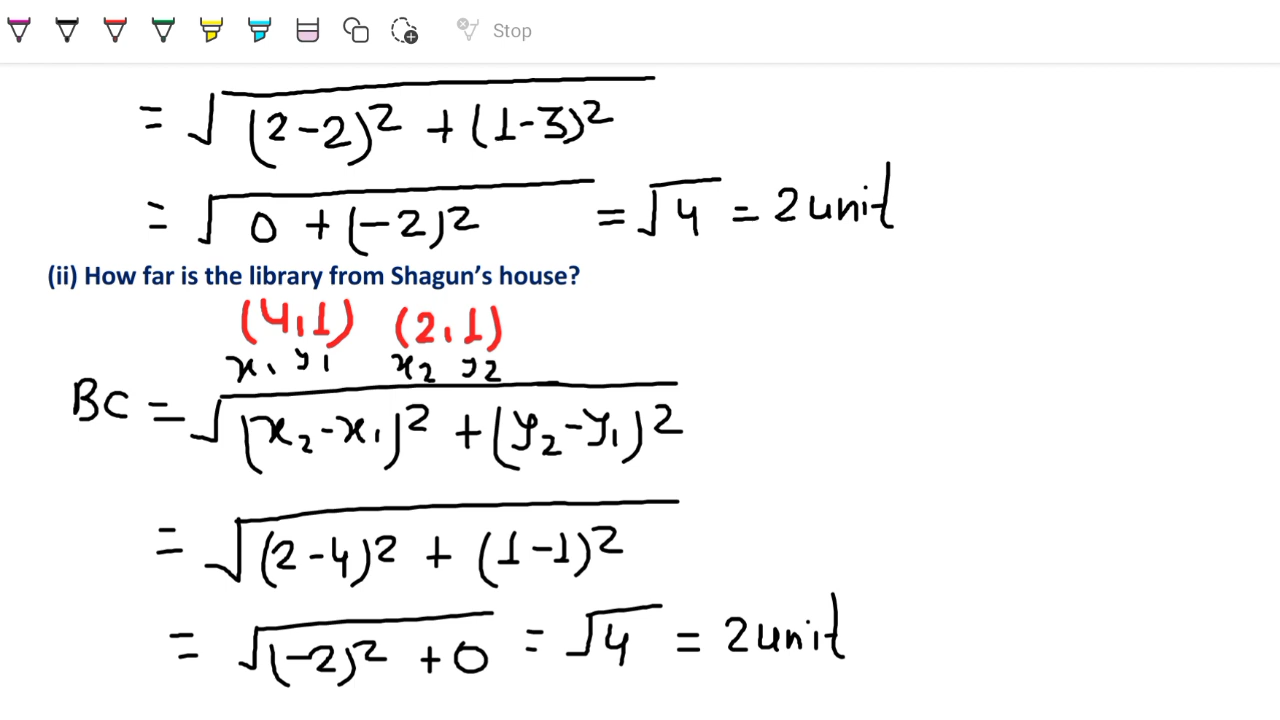 Stop
= √(2-2)² + (1-3)²
= √0 + (-2)² = √4 = 2 unit
(ii) How far is the library from Shagun's house?
(4,1) (2,1)
x₁ y₁ x₂ y₂
BC = √(x₂-x₁)² + (y₂-y₁)²
= √(2-4)² + (1-1)²
= √(-2)² + 0 = √4 = 2 unit